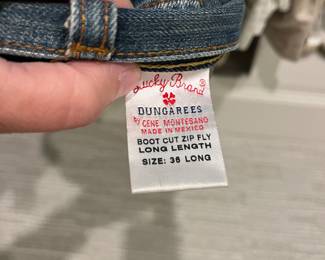 Lucky Brand®
DUNGAREES
by GENE MONTESANO
MADE IN MEXICO
BOOT CUT ZIP FLY
LONG LENGTH
SIZE: 36 LONG